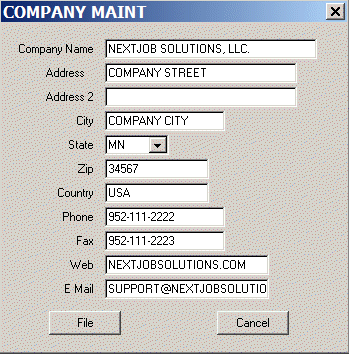 COMPANY MAINT
Company Name NEXTJOB SOLUTIONS, LLC.
Address COMPANY STREET
Address 2
City COMPANY CITY
State MN
Zip 34567
Country USA
Phone 952-111-2222
Fax 952-111-2223
Web NEXTJOBSOLUTIONS.COM
E Mail SUPPORT@NEXTJOBSOLUTIO
File Cancel